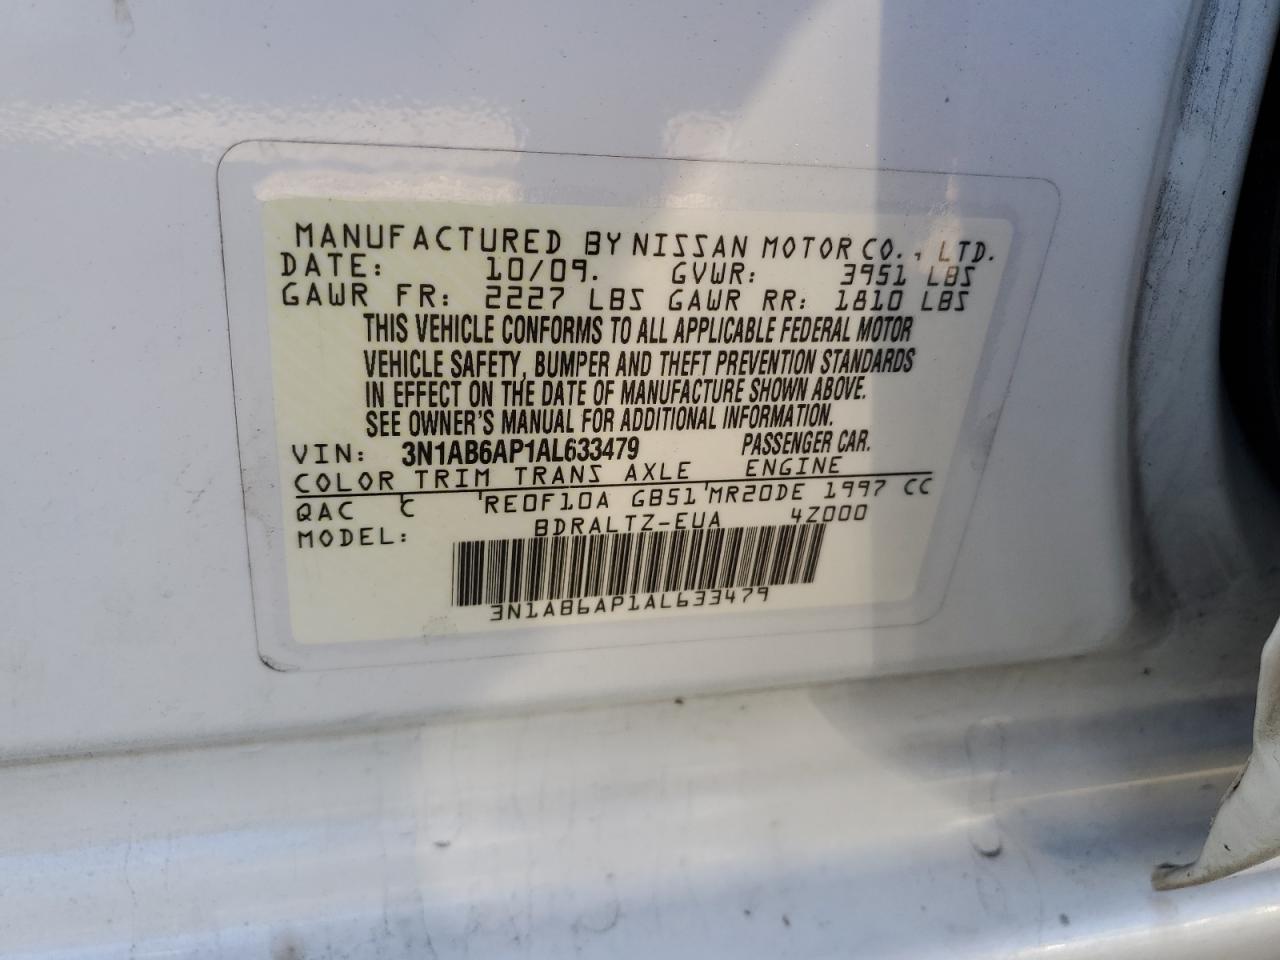 MANUFACTURED BY NISSAN MOTOR CO., LTD.
DATE: 10/09. GVWR: 3951 LBS
GAWR FR: 2227 LBS GAWR RR: 1810 LBS
THIS VEHICLE CONFORMS TO ALL APPLICABLE FEDERAL MOTOR
VEHICLE SAFETY, BUMPER AND THEFT PREVENTION STANDARDS
IN EFFECT ON THE DATE OF MANUFACTURE SHOWN ABOVE.
SEE OWNER'S MANUAL FOR ADDITIONAL INFORMATION.
VIN: 3N1AB6AP1AL633479 PASSENGER CAR.
COLOR TRIM TRANS AXLE ENGINE
QAC C RE0F10A GB51 MR20DE 1997 CC
MODEL: BDRALTZ-EUA 4Z000
3N1AB6AP1AL633479